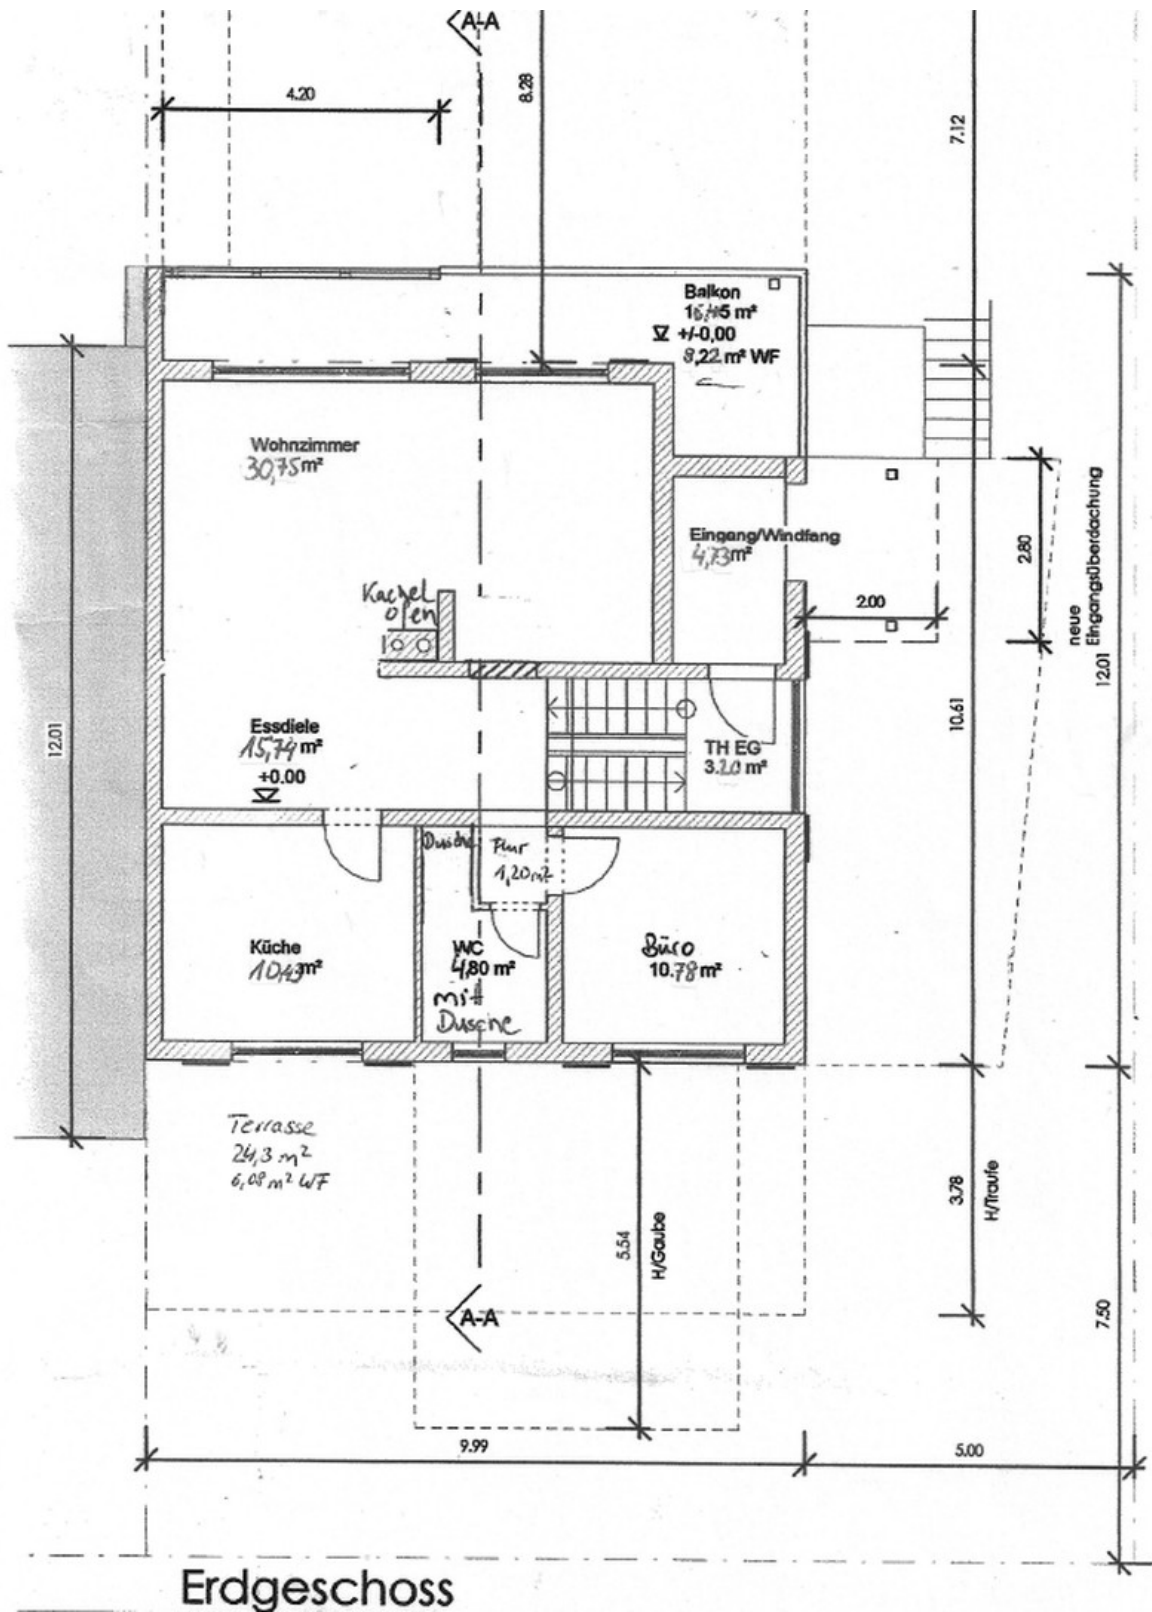 A-A
4.20
8.28
7.12
Balkon
+/-0,00
8,22 m² WF
Wohnzimmer
30,75 m²
Eingang/Windfang
4,73 m²
2.80
neue
Eingangsüberdachung
Kachel
ofen
2.00
12.01
12.01
10.61
Essdiele
15,74 m²
+0.00
TH EG
3.20 m²
Dusche
Flur
1,20 m²
Küche
10,43 m²
WC
4,80 m²
mit
Dusche
Büro
10.78 m²
Terrasse
24,3 m²
6,08 m² WF
5.54
H/Gaube
3.78
H/Traufe
A-A
7.50
9.99
5.00
Erdgeschoss